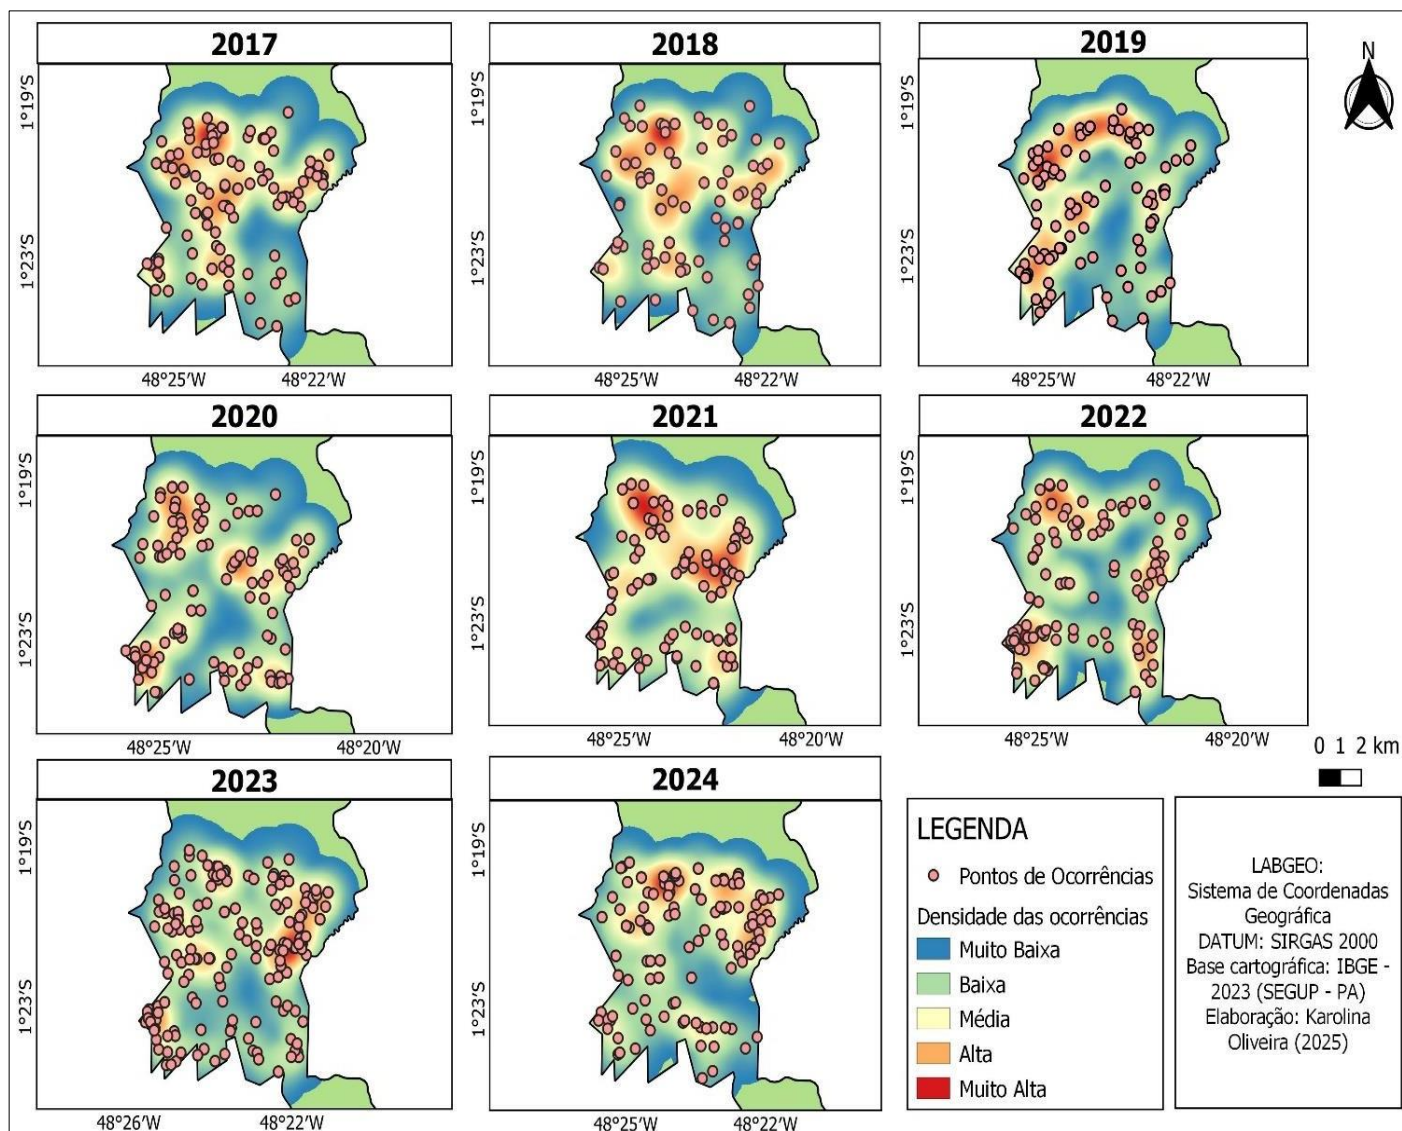 2017
2018
2019
1°19'S
1°23'S
48°25'W
48°22'W
1°19'S
1°23'S
48°25'W
48°22'W
1°19'S
1°23'S
48°25'W
48°22'W
N
2020
2021
2022
1°19'S
1°23'S
48°25'W
48°20'W
1°19'S
1°23'S
48°25'W
48°20'W
1°19'S
1°23'S
48°25'W
48°20'W
0 1 2 km
2023
2024
1°19'S
1°23'S
48°26'W
48°22'W
1°19'S
1°23'S
48°25'W
48°22'W
LEGENDA
Pontos de Ocorrências
Densidade das ocorrências
Muito Baixa
Baixa
Média
Alta
Muito Alta
LABGEO:
Sistema de Coordenadas
Geográfica
DATUM: SIRGAS 2000
Base cartográfica: IBGE -
2023 (SEGUP - PA)
Elaboração: Karolina
Oliveira (2025)